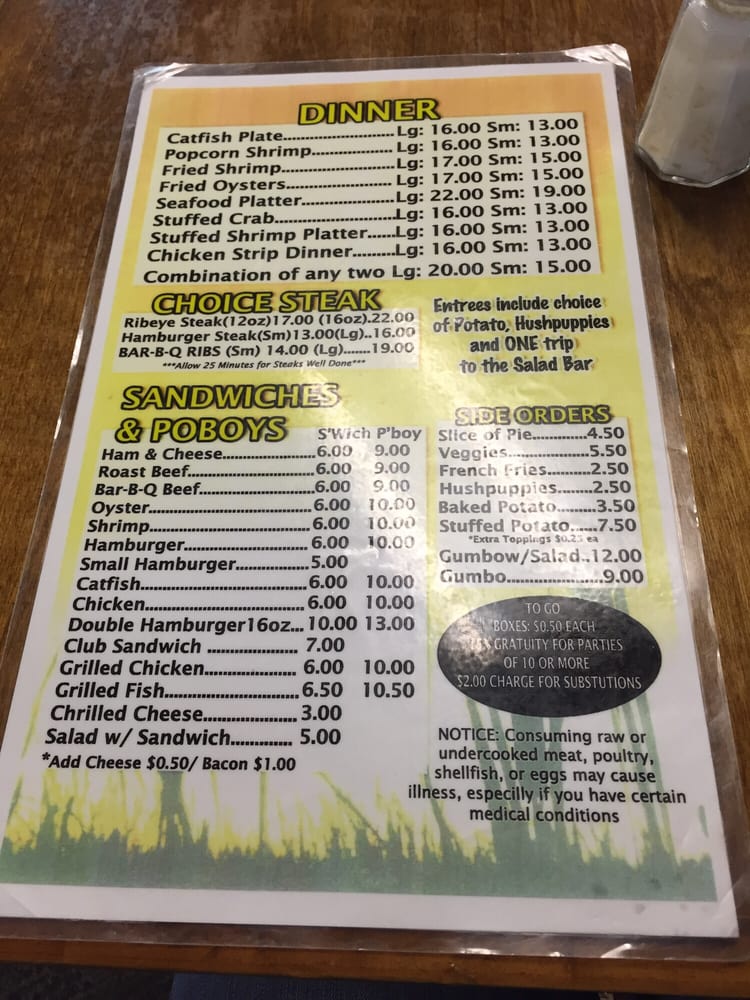 DINNER
Catfish Plate..........................Lg: 16.00 Sm: 13.00
Popcorn Shrimp...................Lg: 16.00 Sm: 13.00
Fried Shrimp..........................Lg: 17.00 Sm: 15.00
Fried Oysters......................... Lg: 17.00 Sm: 15.00
Seafood Platter......................Lg: 22.00 Sm: 19.00
Stuffed Crab............................Lg: 16.00 Sm: 13.00
Stuffed Shrimp Platter......Lg: 16.00 Sm: 13.00
Chicken Strip Dinner..........Lg: 16.00 Sm: 13.00
Combination of any two Lg: 20.00 Sm: 15.00
CHOICE STEAK
Ribeye Steak(12oz)17.00 (16oz).22.00
Hamburger Steak(Sm)13.00(Lg)..16.00
BAR-B-Q RIBS (Sm) 14.00 (Lg).......19.00
***Allow 25 Minutes for Steaks Well Done***
Entrees include choice
of Potato, Hushpuppies
and ONE trip
to the Salad Bar
SANDWICHES
& POBOYS
S'Wich P'boy
Ham & Cheese....................6.00 9.00
Roast Beef...........................6.00 9.00
Bar-B-Q Beef........................6.00 9.00
Oyster....................................6.00 10.00
Shrimp...................................6.00 10.00
Hamburger...........................6.00 10.00
Small Hamburger...............5.00
Catfish...................................6.00 10.00
Chicken.................................6.00 10.00
Double Hamburger16oz... 10.00 13.00
Club Sandwich .................... 7.00
Grilled Chicken..................... 6.00 10.00
Grilled Fish............................6.50 10.50
Chrilled Cheese.....................3.00
Salad w/ Sandwich.............. 5.00
*Add Cheese $0.50/ Bacon $1.00
SIDE ORDERS
Slice of Pie.............4.50
Veggies...................5.50
French Fries...........2.50
Hushpuppies.........2.50
Baked Potato.........3.50
Stuffed Potato......7.50
*Extra Toppings $0.25 ea
Gumbow/Salad..12.00
Gumbo.....................9.00
TO GO
BOXES: $0.50 EACH
GRATUITY FOR PARTIES
OF 10 OR MORE
$2.00 CHARGE FOR SUBSTUTIONS
NOTICE: Consuming raw or
undercooked meat, poultry,
shellfish, or eggs may cause
illness, especilly if you have certain
medical conditions